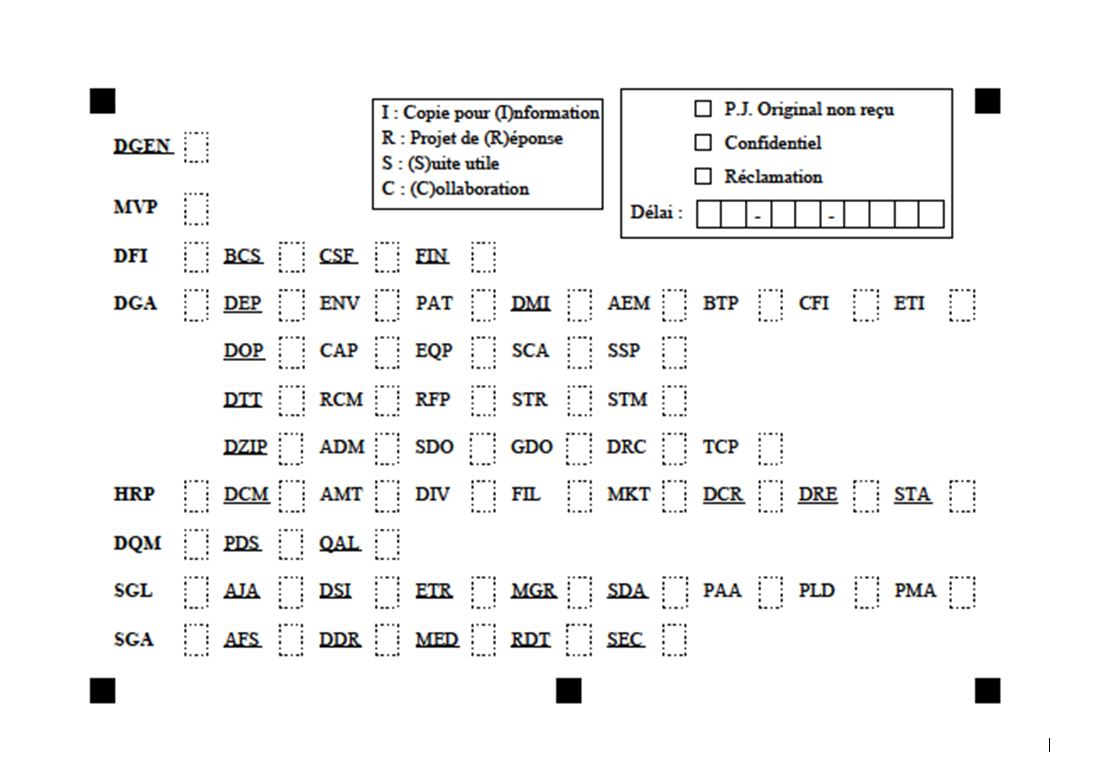 I : Copie pour (I)nformation
R : Projet de (R)éponse
S : (S)uite utile
C : (C)ollaboration
P.J. Original non reçu
Confidentiel
Réclamation
Délai : - -
DGEN
MVP
DFI BCS CSF FIN
DGA DEP ENV PAT DMI AEM BTP CFI ETI
DOP CAP EQP SCA SSP
DTT RCM RFP STR STM
DZIP ADM SDO GDO DRC TCP
HRP DCM AMT DIV FIL MKT DCR DRE STA
DQM PDS QAL
SGL AJA DSI ETR MGR SDA PAA PLD PMA
SGA AFS DDR MED RDT SEC